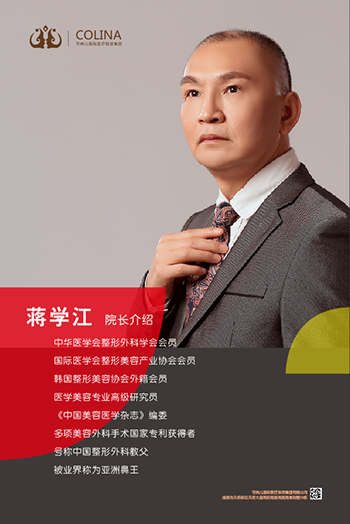 COLINA
蒋学江 院长介绍
中华医学会整形外科学会会员
国际医学会整形美容产业协会会员
韩国整形美容协会外籍会员
医学美容专业高级研究员
《中国美容医学杂志》编委
多项美容外科手术国家专利获得者
号称中国整形外科教父
被业界称为亚洲鼻王